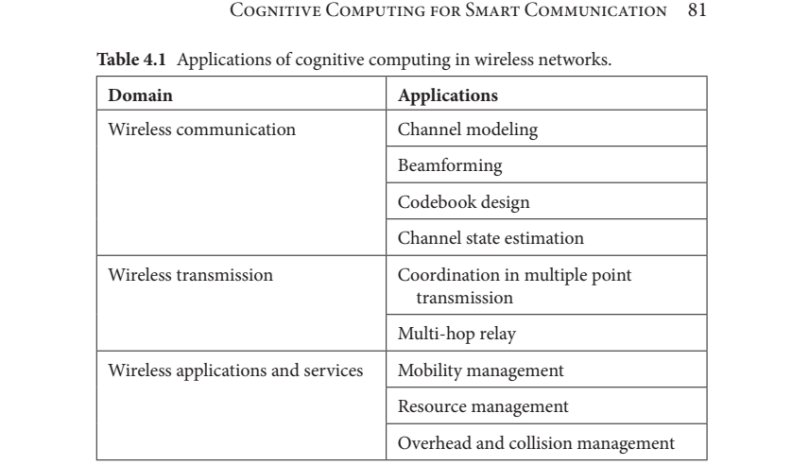 COGNITIVE COMPUTING FOR SMART COMMUNICATION 81
Table 4.1 Applications of cognitive computing in wireless networks.
Domain Applications
Wireless communication Channel modeling
Beamforming
Codebook design
Channel state estimation
Wireless transmission Coordination in multiple point
transmission
Multi-hop relay
Wireless applications and services Mobility management
Resource management
Overhead and collision management